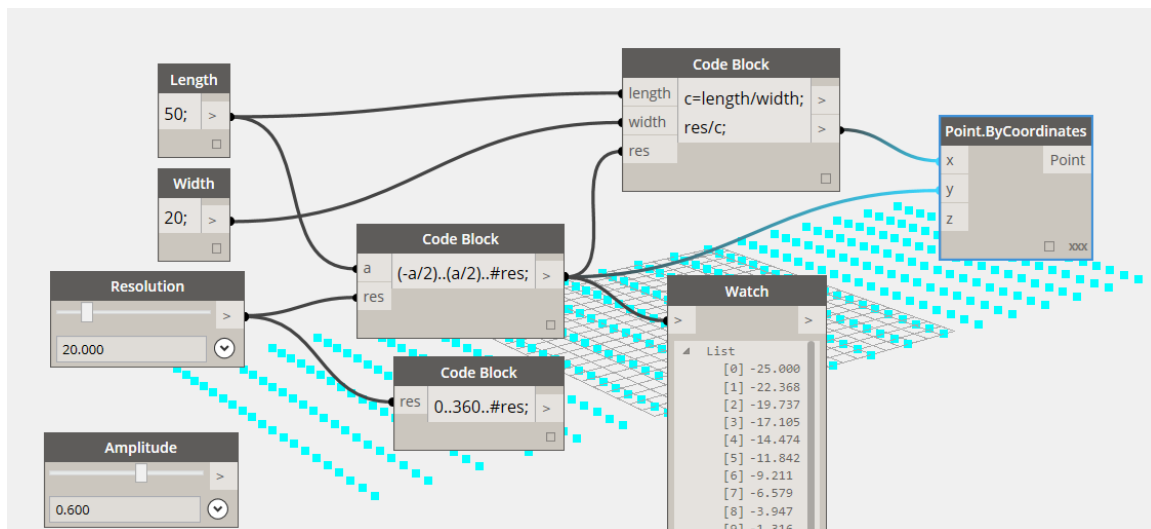 Length
50; >
Width
20; >
Resolution
>
20.000
Amplitude
>
0.600
Code Block
a (-a/2)..(a/2)..#res; >
res
Code Block
res 0..360..#res; >
Code Block
length c=length/width; >
width res/c; >
res
Watch
> >
List
[0] -25.000
[1] -22.368
[2] -19.737
[3] -17.105
[4] -14.474
[5] -11.842
[6] -9.211
[7] -6.579
[8] -3.947
[9] -1.316
Point.ByCoordinates
x Point
y
z
xxx